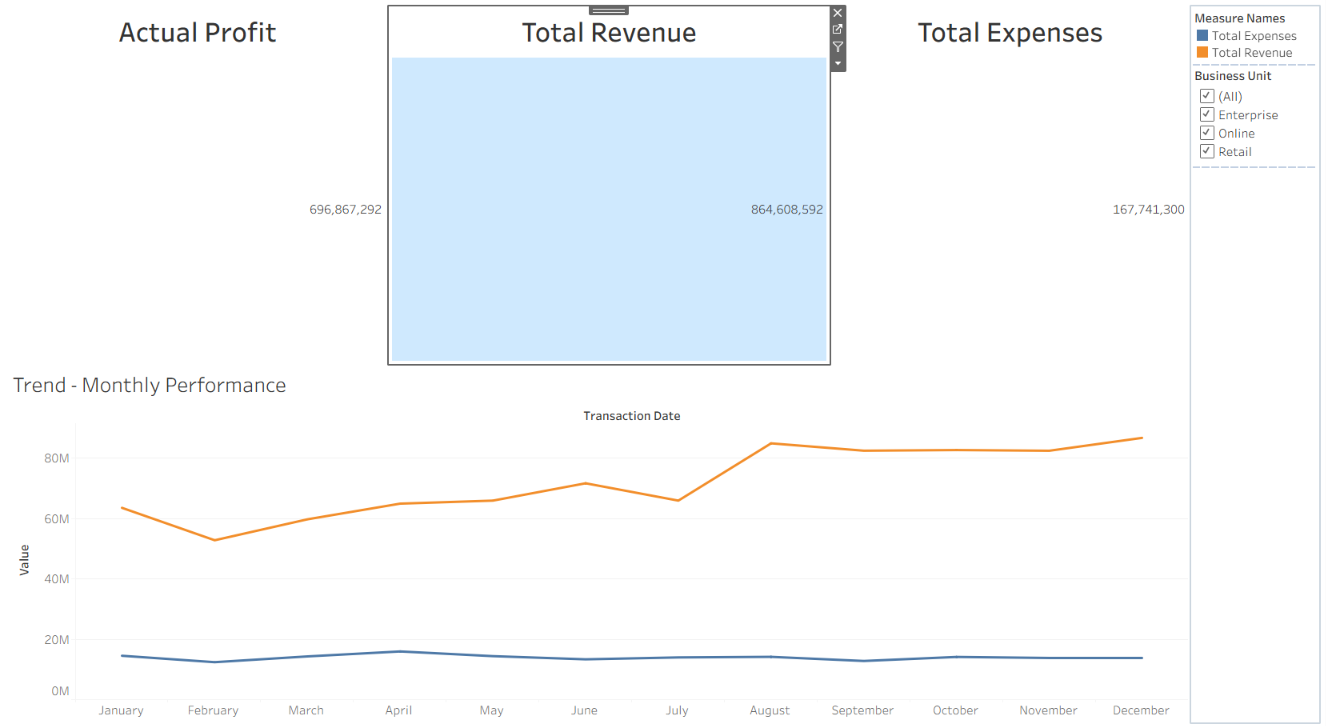 Actual Profit
Total Revenue
Total Expenses
696,867,292
864,608,592
167,741,300
Measure Names
Total Expenses
Total Revenue
Business Unit
(All)
Enterprise
Online
Retail
Trend - Monthly Performance
Transaction Date
Value
80M
60M
40M
20M
0M
January February March April May June July August September October November December